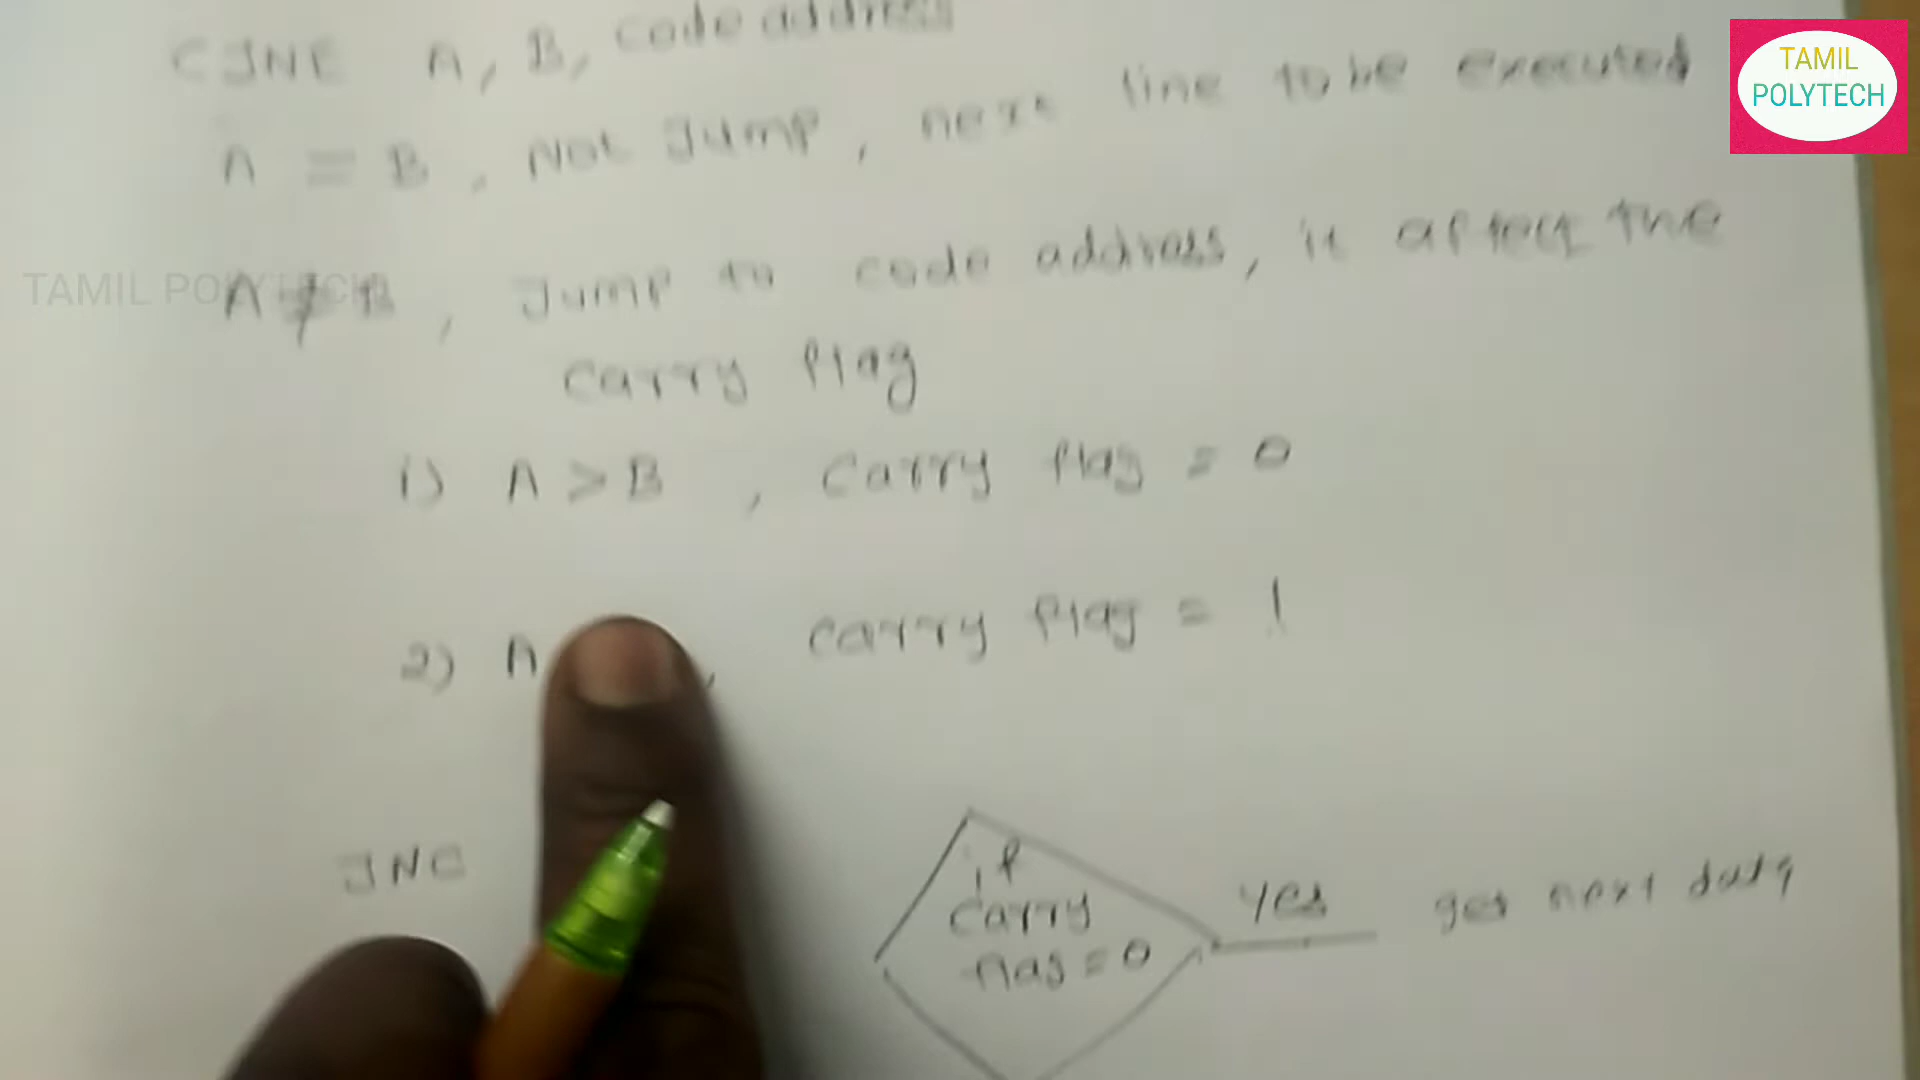 CJNE A, B, code address
A = B, Not Jump, next line to be executed
A ≠ B, Jump to code address, it affect the
carry flag
i) A > B, carry flag = 0
2) A , carry flag = 1
JNC
if
carry
flag = 0
Yes
get next data
TAMIL
POLYTECH
TAMIL POLYTECH